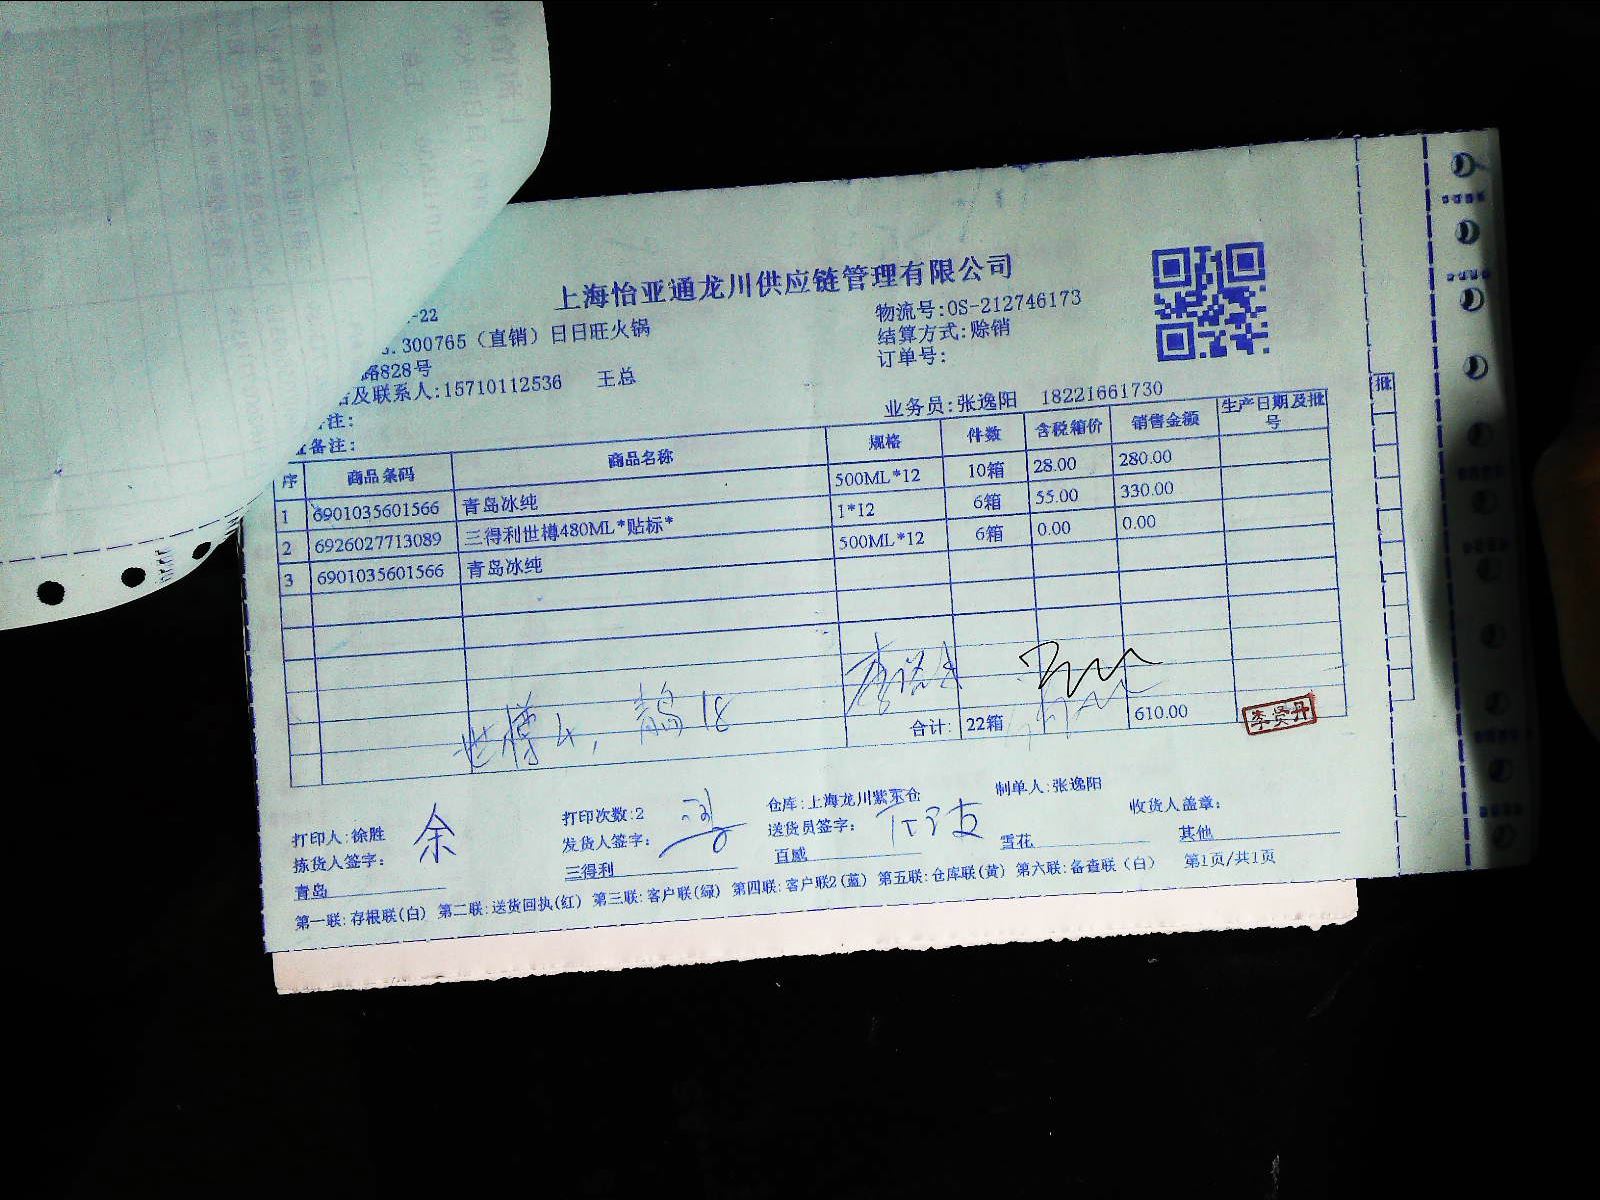 上海怡亚通龙川供应链管理有限公司
-22
物流号:OS-212746173
300765（直销）日日旺火锅
结算方式:赊销
路828号
订单号:
及联系人:15710112536 王总
注:
业务员:张逸阳 18221661730
备注:
序 商品条码 商品名称 规格 件数 含税箱价 销售金额 生产日期及批号
批
1 6901035601566 青岛冰纯 500ML*12 10箱 28.00 280.00
2 6926027713089 三得利世樽480ML*贴标* 1*12 6箱 55.00 330.00
3 6901035601566 青岛冰纯 500ML*12 6箱 0.00 0.00
世樽4, 青岛18
合计: 22箱 610.00
李贤丹
打印人:徐胜 打印次数:2 仓库:上海龙川紫东仓 制单人:张逸阳
拣货人签字: 余 发货人签字: 送货员签字: 收货人盖章:
青岛 三得利 百威 雪花 其他
第一联:存根联(白) 第二联:送货回执(红) 第三联:客户联(绿) 第四联:客户联2(蓝) 第五联:仓库联(黄) 第六联:备查联（白） 第1页/共1页